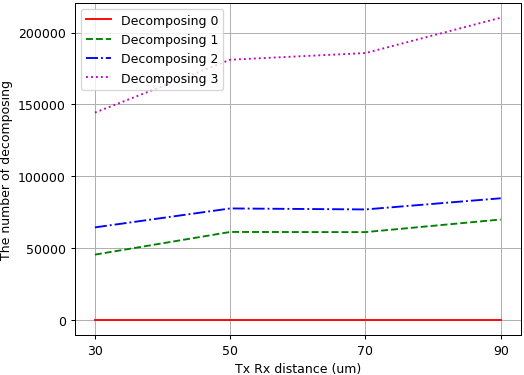 Decomposing 0
Decomposing 1
Decomposing 2
Decomposing 3
200000
150000
100000
50000
0
The number of decomposing
30 50 70 90
Tx Rx distance (um)